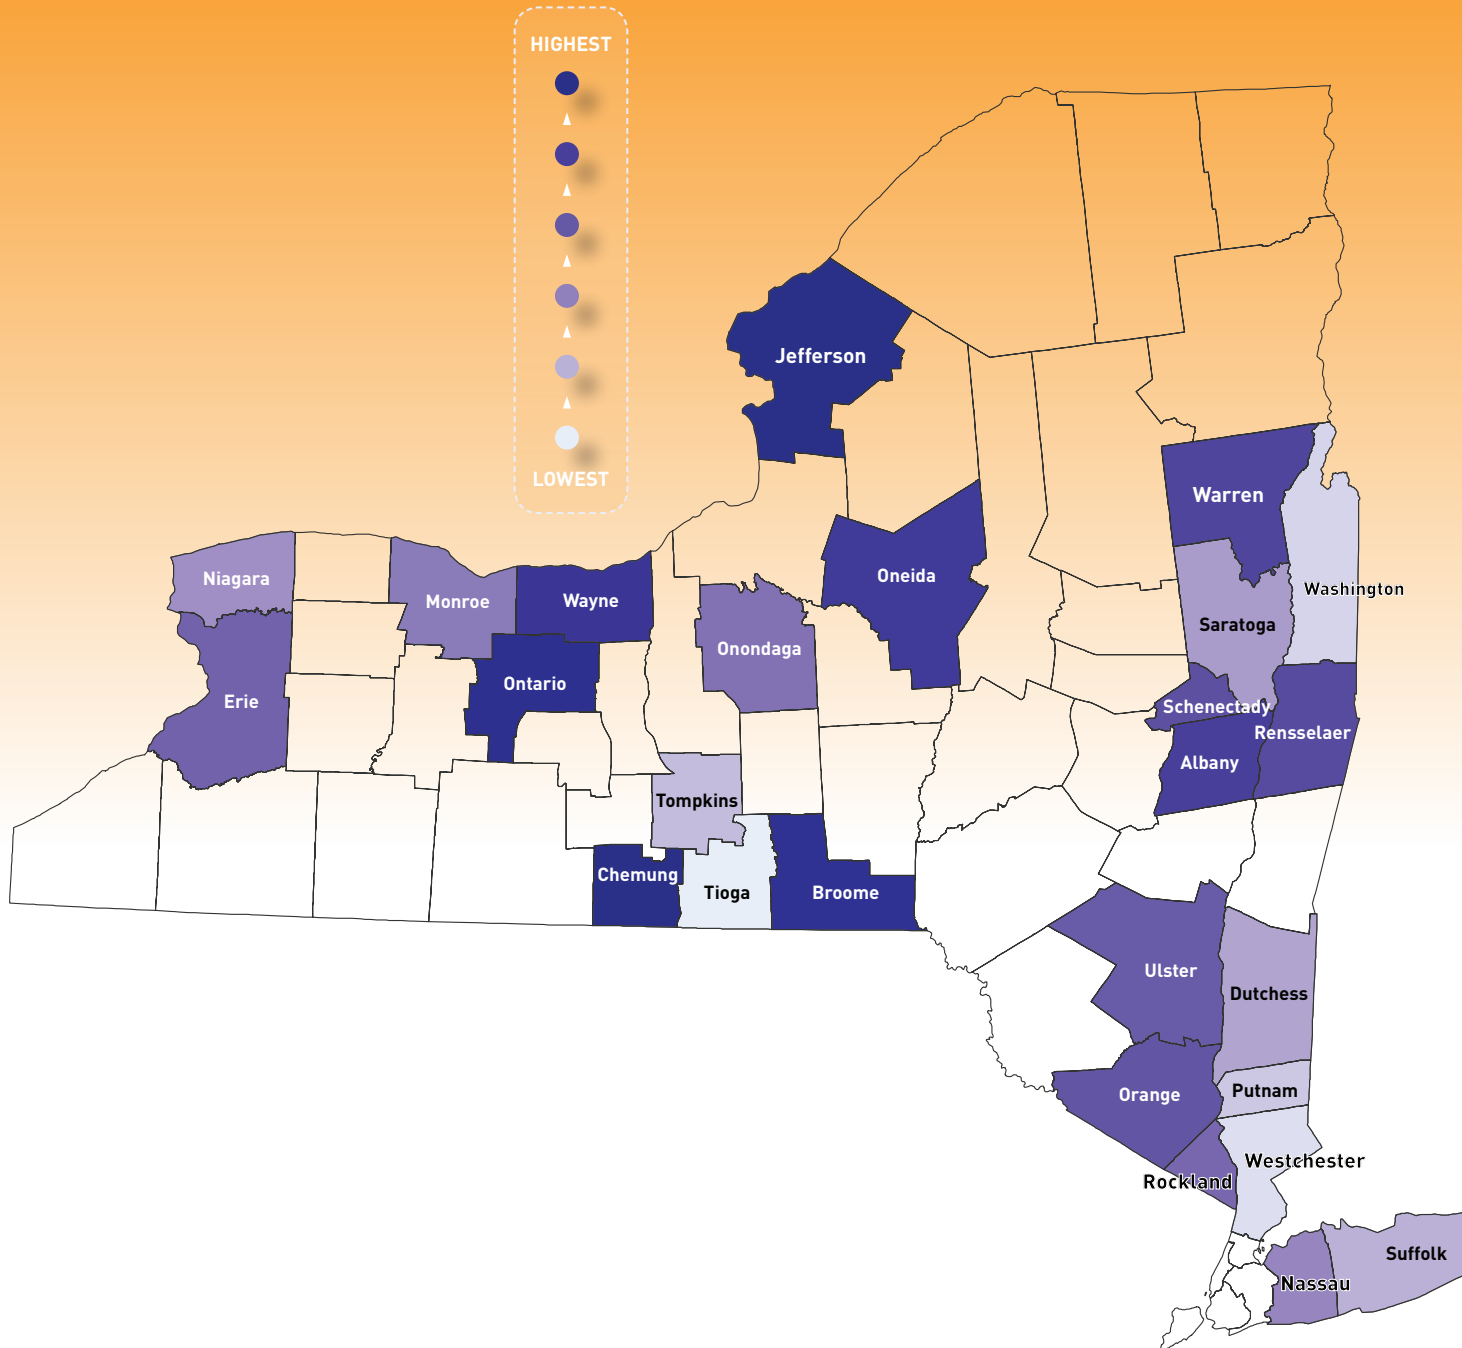 HIGHEST
LOWEST
Jefferson
Warren
Oneida
Niagara
Washington
Monroe
Wayne
Saratoga
Onondaga
Ontario
Erie
Schenectady
Rensselaer
Albany
Tompkins
Chemung
Tioga
Broome
Ulster
Dutchess
Orange
Putnam
Westchester
Rockland
Suffolk
Nassau